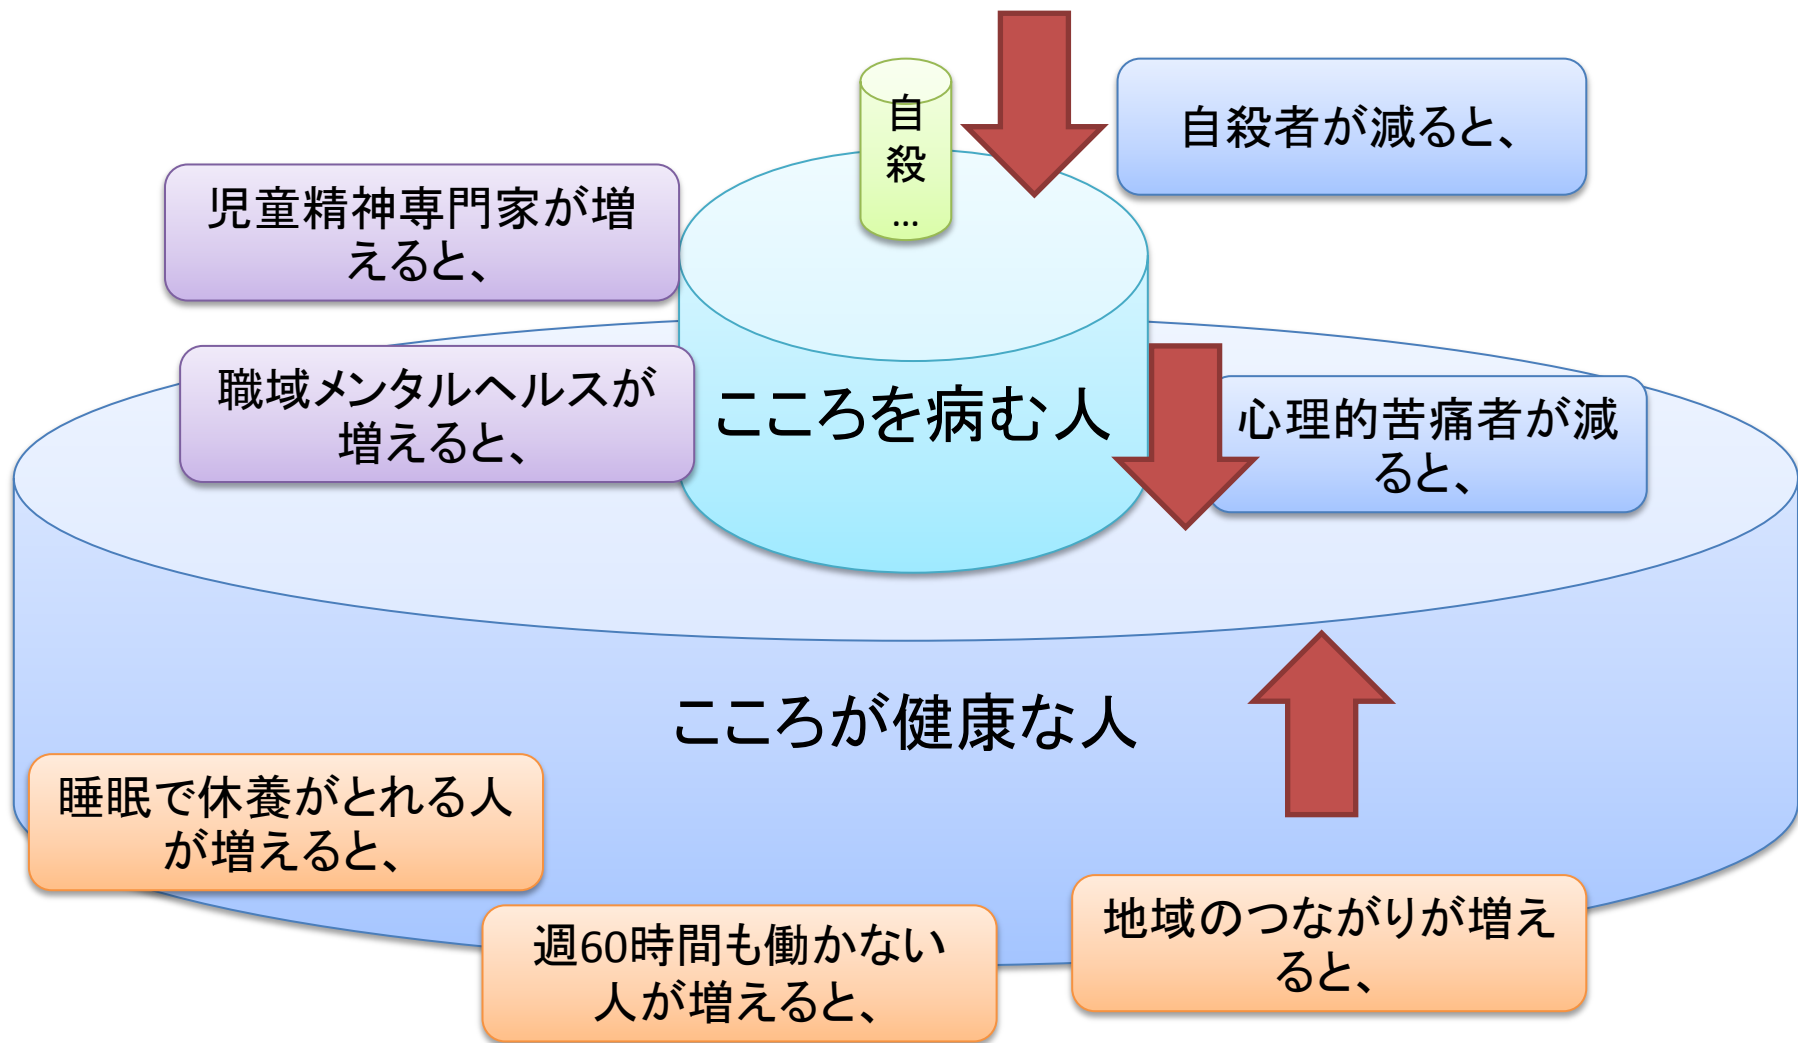 自
殺
…
自殺者が減ると、
児童精神専門家が増
えると、
職域メンタルヘルスが
増えると、
こころを病む人
心理的苦痛者が減
ると、
こころが健康な人
睡眠で休養がとれる人
が増えると、
週60時間も働かない
人が増えると、
地域のつながりが増え
ると、